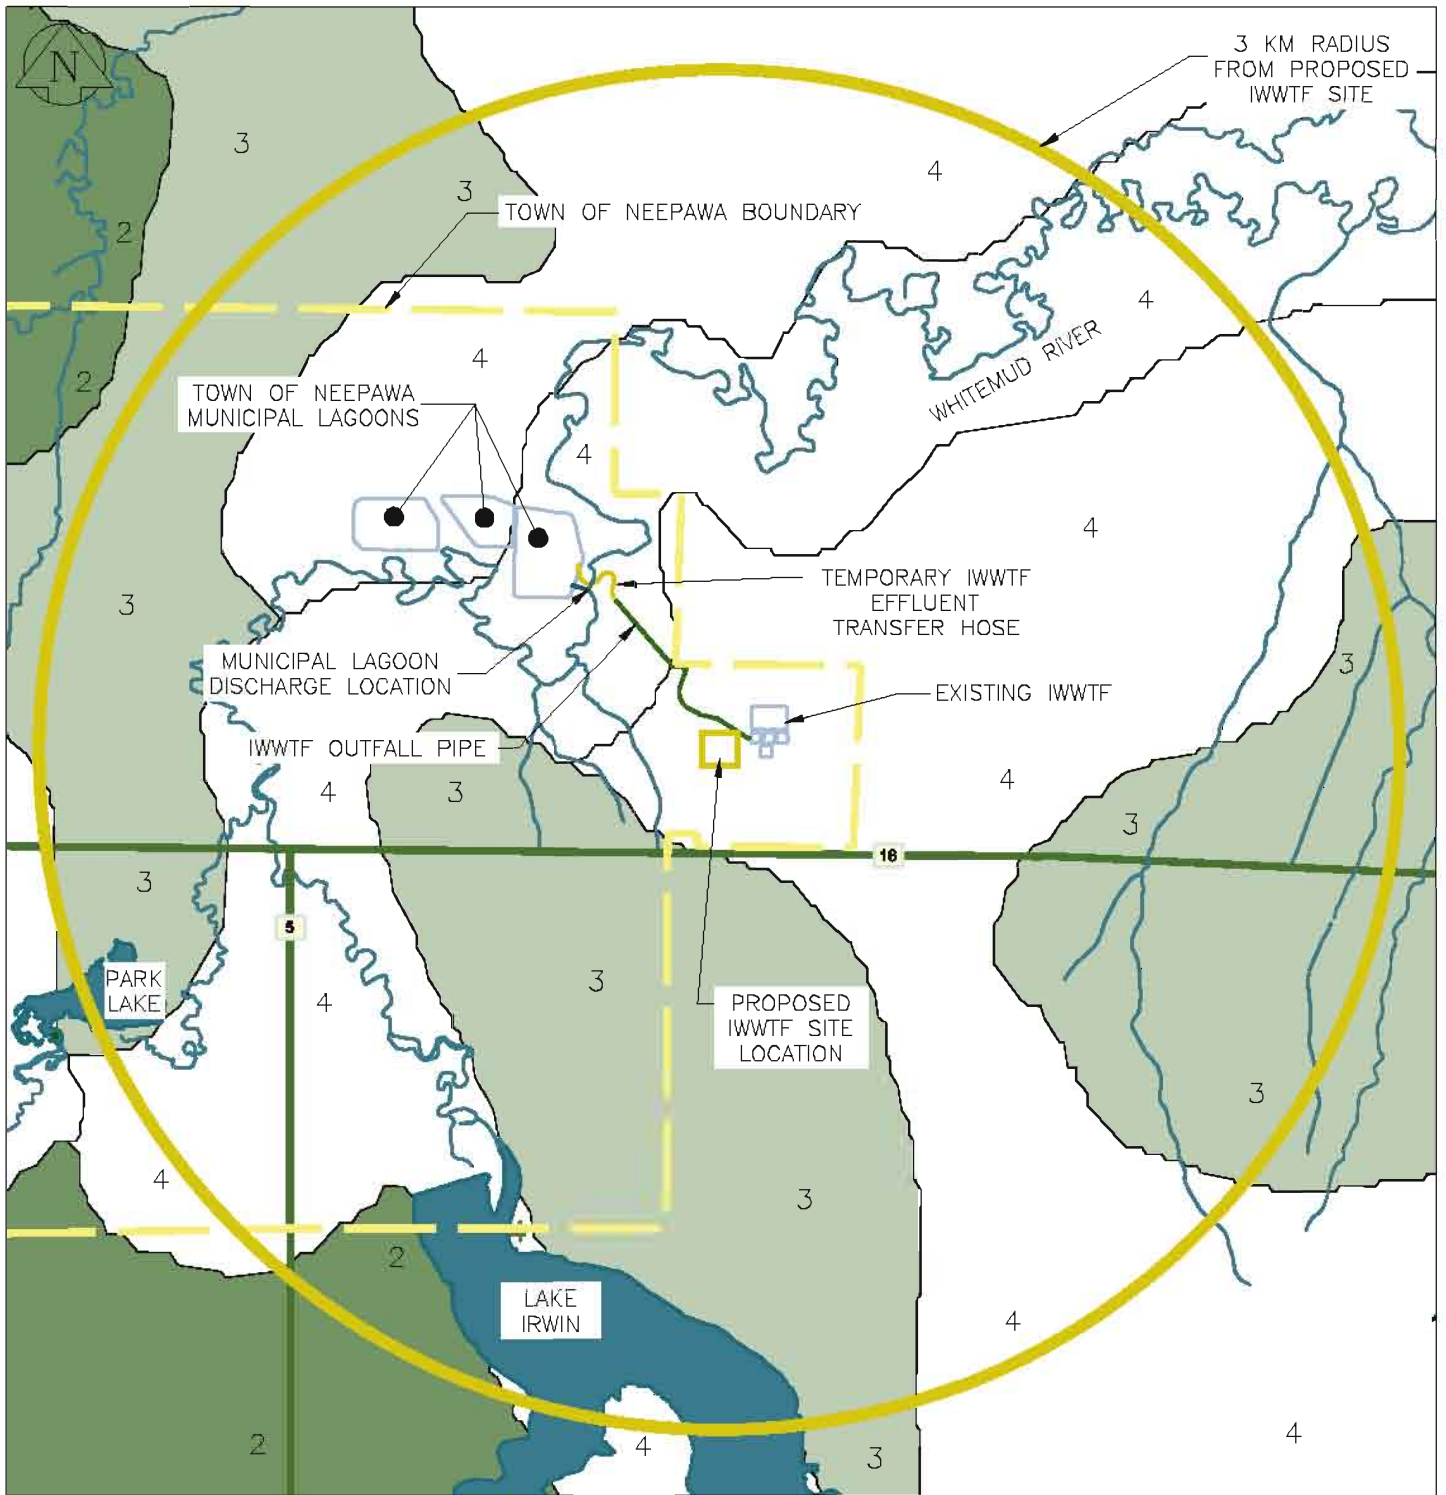 N
3 KM RADIUS
FROM PROPOSED
IWWTF SITE
3
4
3
TOWN OF NEEPAWA BOUNDARY
2
4
WHITEMUD RIVER
4
2
TOWN OF NEEPAWA
MUNICIPAL LAGOONS
4
4
TEMPORARY IWWTF
EFFLUENT
TRANSFER HOSE
3
MUNICIPAL LAGOON
DISCHARGE LOCATION
3
EXISTING IWWTF
IWWTF OUTFALL PIPE
4
3
4
3
16
3
5
PARK
LAKE
4
3
PROPOSED
IWWTF SITE
LOCATION
3
4
3
2
LAKE
IRWIN
4
2
4
3
4